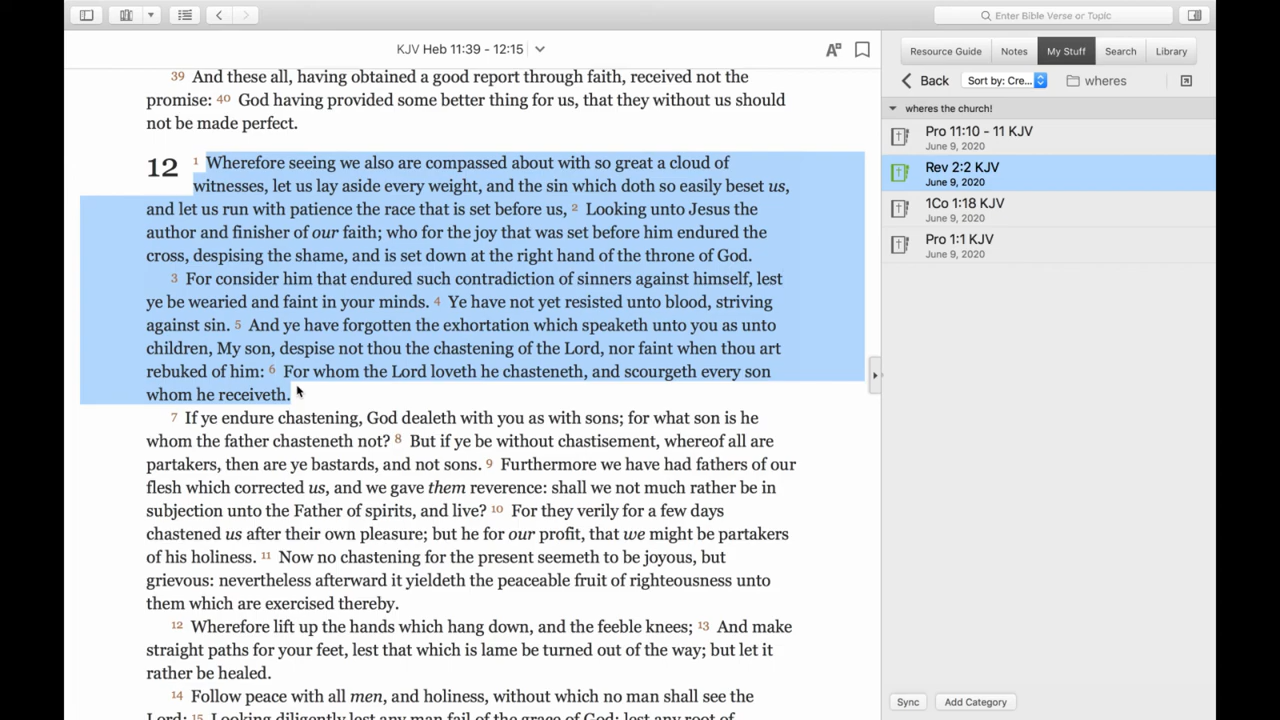 Enter Bible Verse or Topic
KJV Heb 11:39 - 12:15
39 And these all, having obtained a good report through faith, received not the
promise: 40 God having provided some better thing for us, that they without us should
not be made perfect.
12 1 Wherefore seeing we also are compassed about with so great a cloud of
witnesses, let us lay aside every weight, and the sin which doth so easily beset us,
and let us run with patience the race that is set before us, 2 Looking unto Jesus the
author and finisher of our faith; who for the joy that was set before him endured the
cross, despising the shame, and is set down at the right hand of the throne of God.
3 For consider him that endured such contradiction of sinners against himself, lest
ye be wearied and faint in your minds. 4 Ye have not yet resisted unto blood, striving
against sin. 5 And ye have forgotten the exhortation which speaketh unto you as unto
children, My son, despise not thou the chastening of the Lord, nor faint when thou art
rebuked of him: 6 For whom the Lord loveth he chasteneth, and scourgeth every son
whom he receiveth.
7 If ye endure chastening, God dealeth with you as with sons; for what son is he
whom the father chasteneth not? 8 But if ye be without chastisement, whereof all are
partakers, then are ye bastards, and not sons. 9 Furthermore we have had fathers of our
flesh which corrected us, and we gave them reverence: shall we not much rather be in
subjection unto the Father of spirits, and live? 10 For they verily for a few days
chastened us after their own pleasure; but he for our profit, that we might be partakers
of his holiness. 11 Now no chastening for the present seemeth to be joyous, but
grievous: nevertheless afterward it yieldeth the peaceable fruit of righteousness unto
them which are exercised thereby.
12 Wherefore lift up the hands which hang down, and the feeble knees; 13 And make
straight paths for your feet, lest that which is lame be turned out of the way; but let it
rather be healed.
14 Follow peace with all men, and holiness, without which no man shall see the
Lord: 15 Looking diligently lest any man fail of the grace of God; lest any root of
Resource Guide Notes My Stuff Search Library
Back Sort by: Cre... wheres
wheres the church!
Pro 11:10 - 11 KJV
June 9, 2020
Rev 2:2 KJV
June 9, 2020
1Co 1:18 KJV
June 9, 2020
Pro 1:1 KJV
June 9, 2020
Sync Add Category